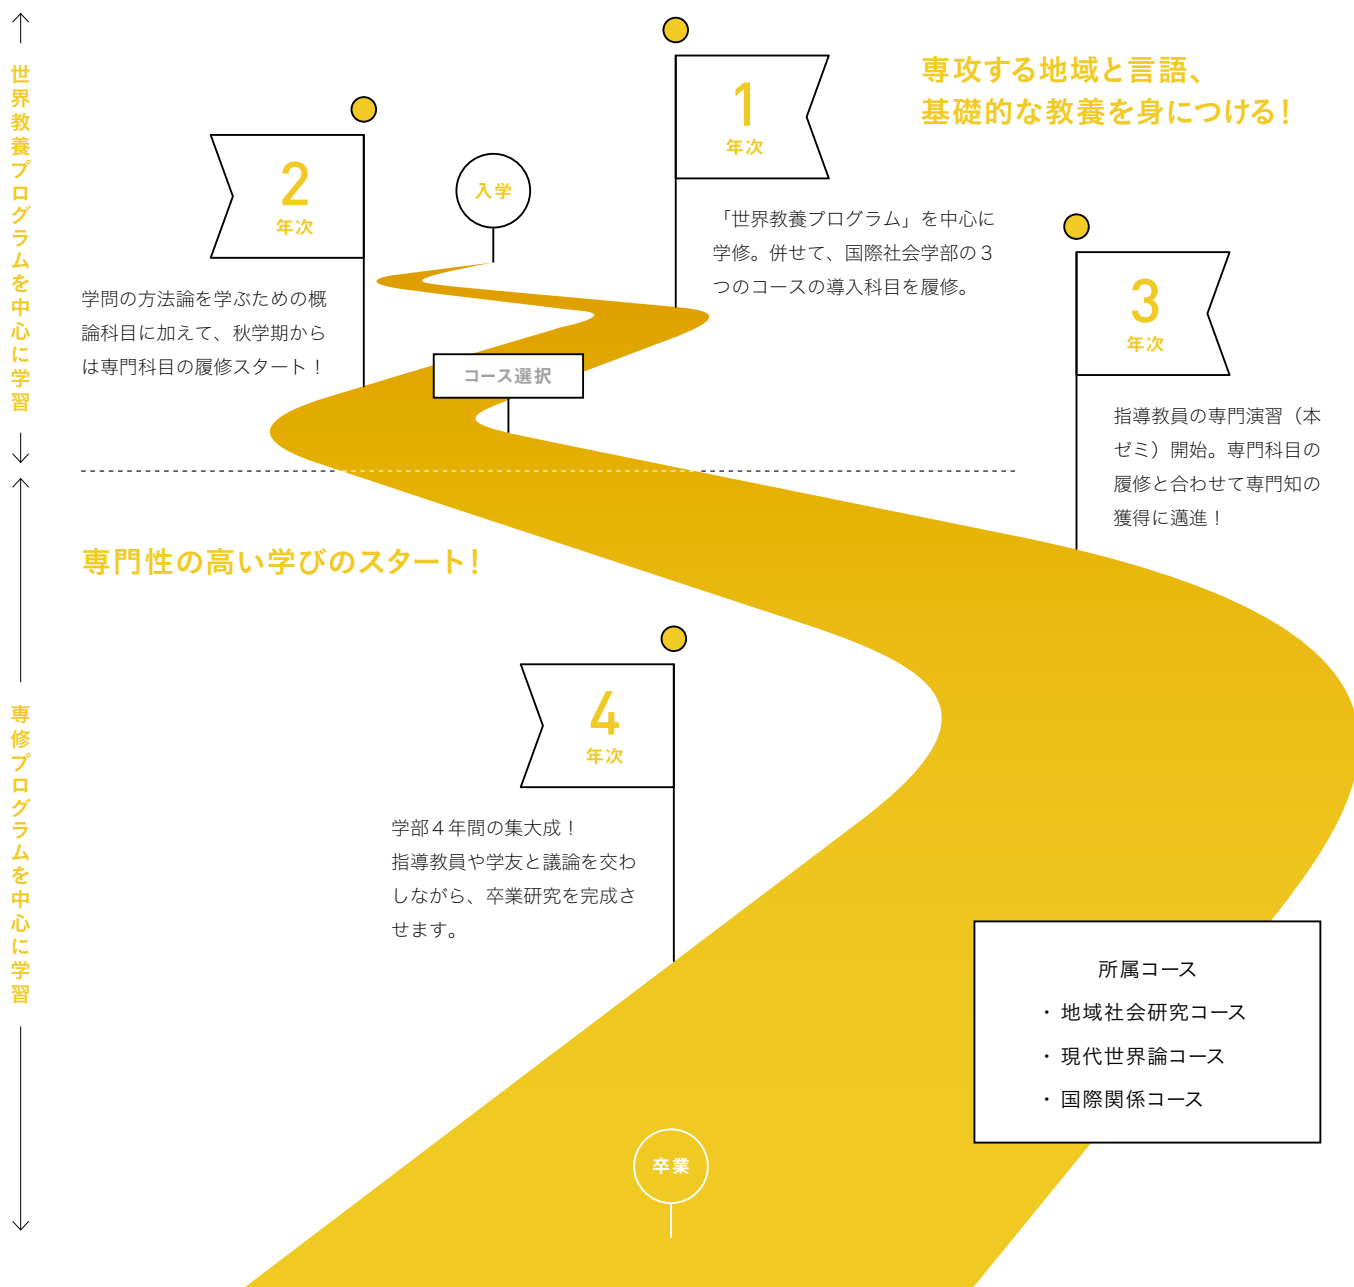 世界教養プログラムを中心に学習
専攻する地域と言語、
基礎的な教養を身につける！
入学
1
年次
「世界教養プログラム」を中心に
学修。併せて、国際社会学部の３
つのコースの導入科目を履修。
2
年次
学問の方法論を学ぶための概
論科目に加えて、秋学期から
は専門科目の履修スタート！
コース選択
専修プログラムを中心に学習
専門性の高い学びのスタート！
3
年次
指導教員の専門演習（本
ゼミ）開始。専門科目の
履修と合わせて専門知の
獲得に邁進！
4
年次
学部４年間の集大成！
指導教員や学友と議論を交わ
しながら、卒業研究を完成さ
せます。
所属コース
・ 地域社会研究コース
・ 現代世界論コース
・ 国際関係コース
卒業